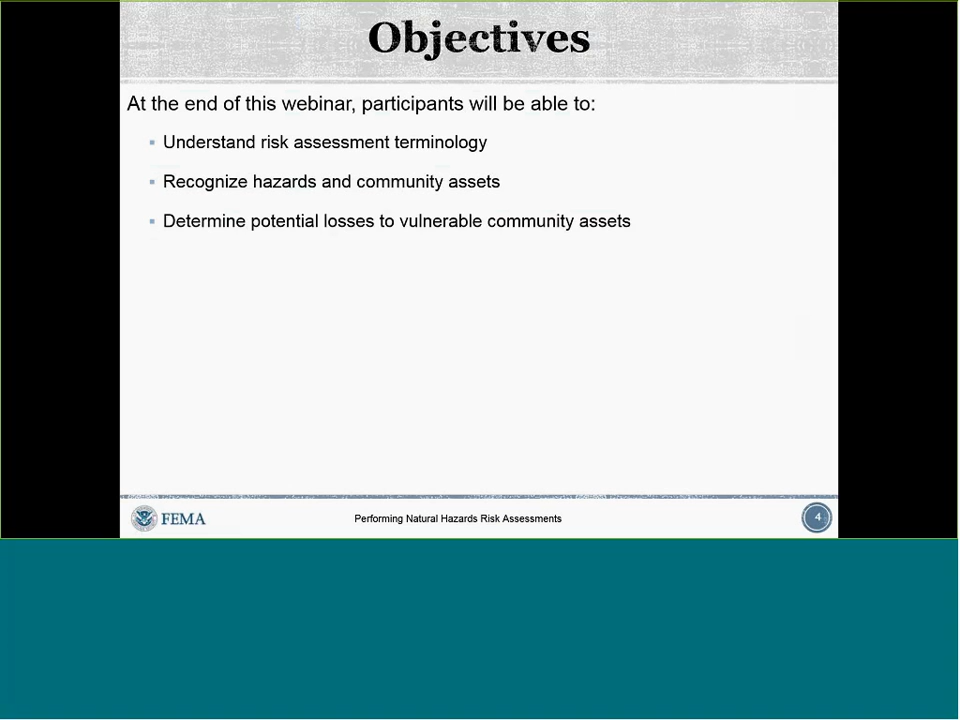 Objectives
At the end of this webinar, participants will be able to:
Understand risk assessment terminology
Recognize hazards and community assets
Determine potential losses to vulnerable community assets
FEMA
Performing Natural Hazards Risk Assessments
4